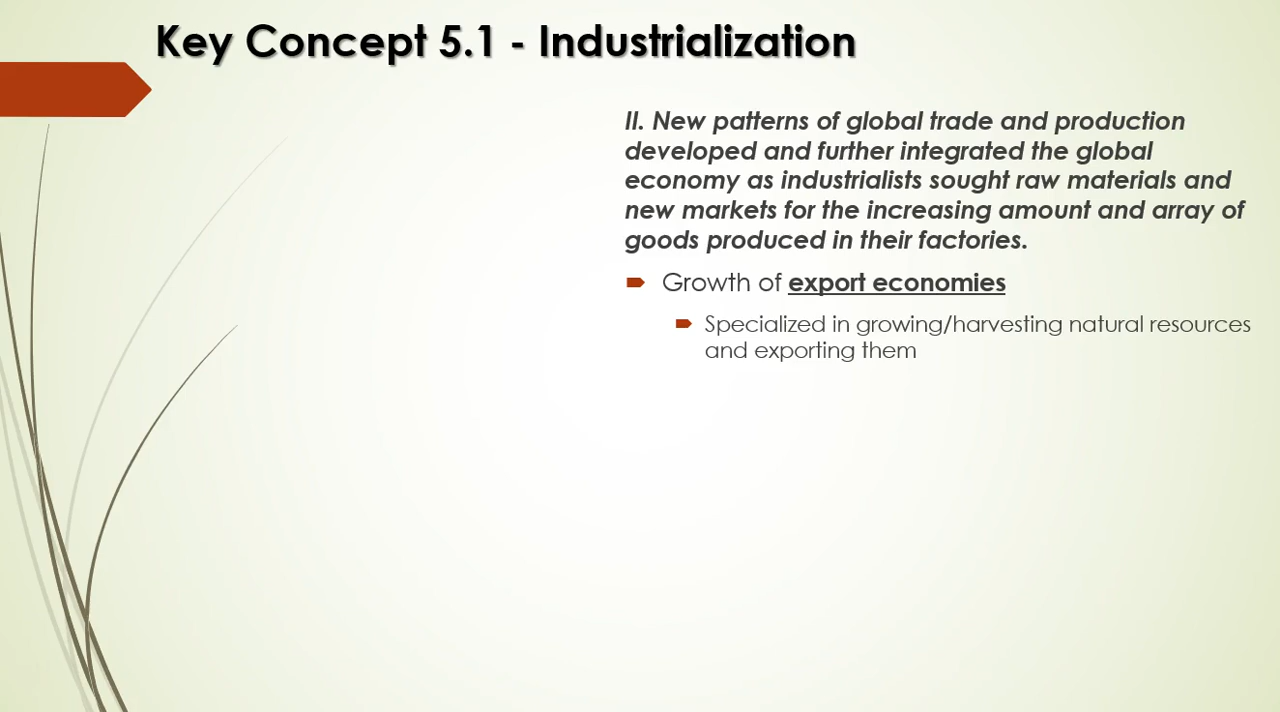 Key Concept 5.1 - Industrialization
II. New patterns of global trade and production
developed and further integrated the global
economy as industrialists sought raw materials and
new markets for the increasing amount and array of
goods produced in their factories.
Growth of export economies
Specialized in growing/harvesting natural resources
and exporting them